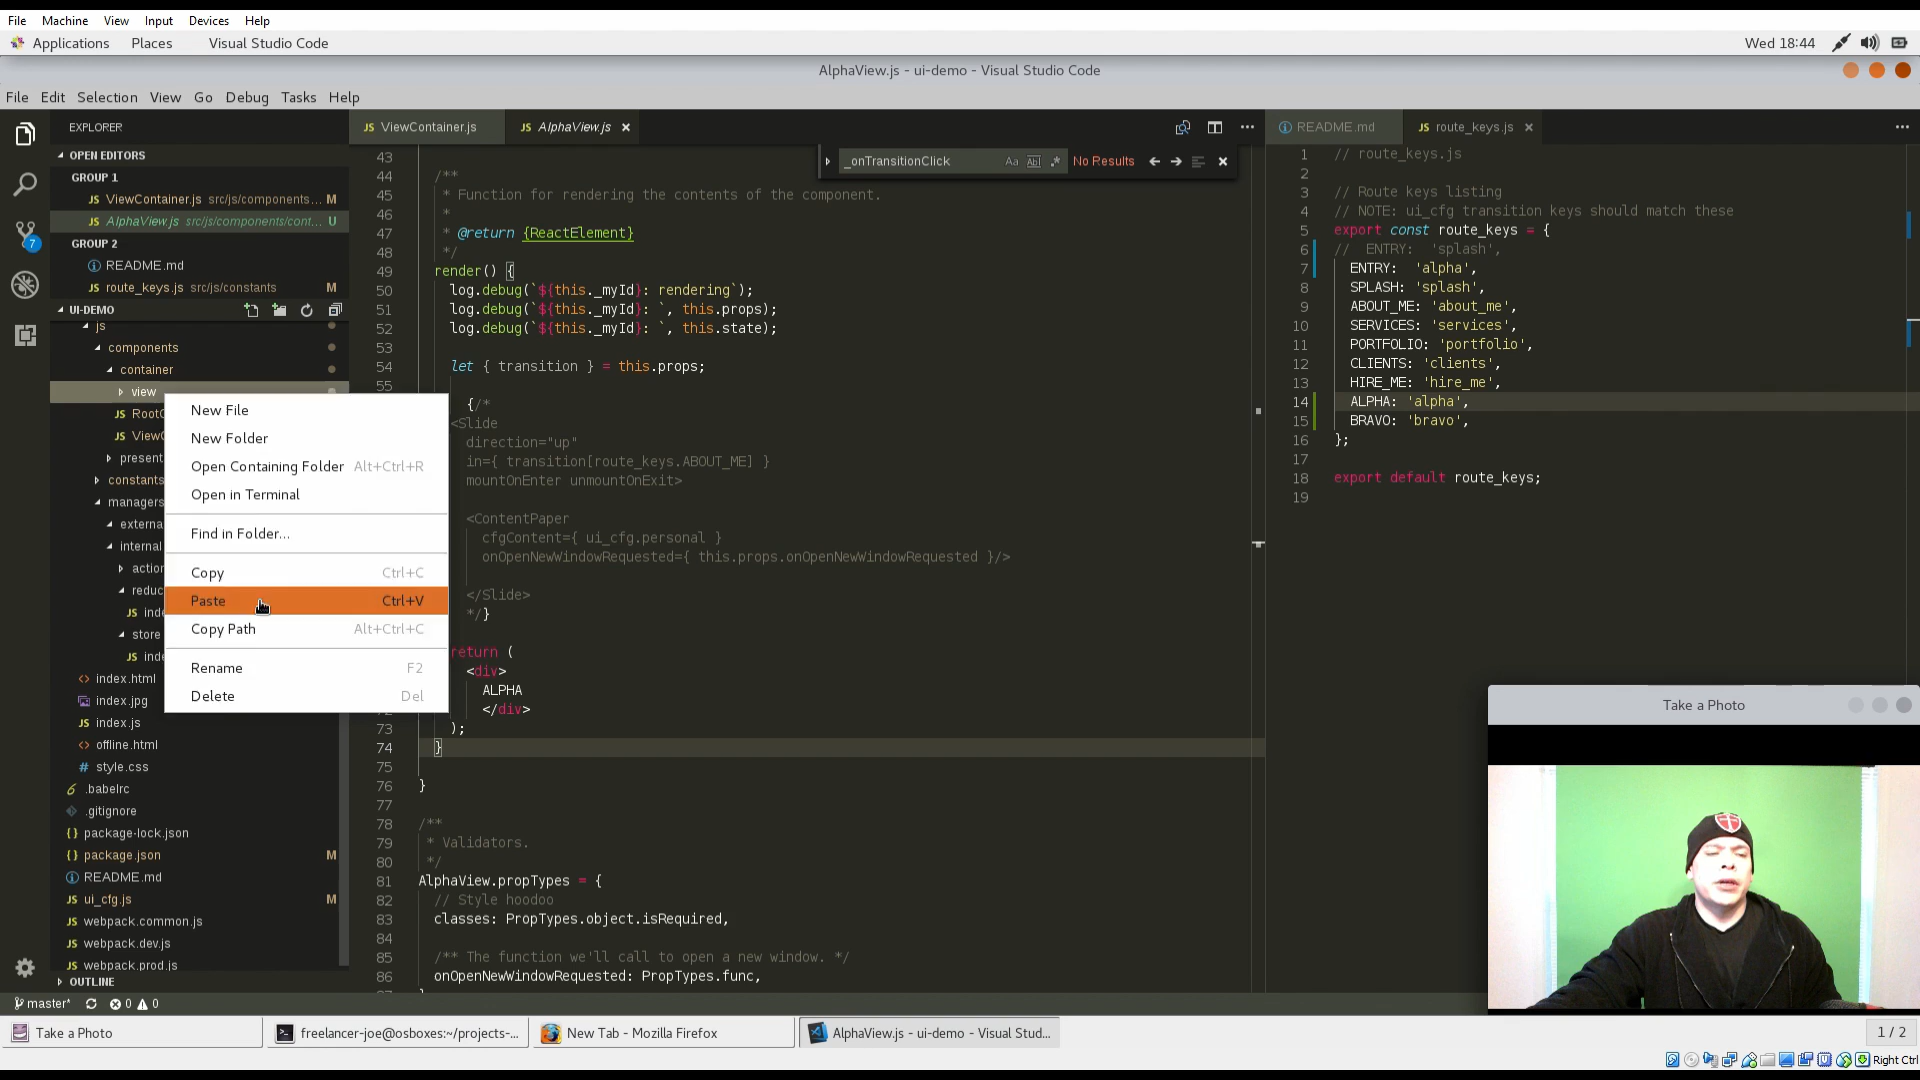 File Machine View Input Devices Help
Applications Places Visual Studio Code Wed 18:44
AlphaView.js - ui-demo - Visual Studio Code
File Edit Selection View Go Debug Tasks Help
EXPLORER
OPEN EDITORS
GROUP 1
JS ViewContainer.js src/js/components... M
JS AlphaView.js src/js/components/cont... U
GROUP 2
README.md
JS route_keys.js src/js/constants M
7
UI-DEMO
js
components
container
view
JS Root
JS View
present
constants
managers
externa
internal
action
reduc
JS inde
store
JS inde
<> index.html
index.jpg
JS index.js
<> offline.html
# style.css
.babelrc
.gitignore
{} package-lock.json
{} package.json M
README.md
JS ui_cfg.js M
JS webpack.common.js
JS webpack.dev.js
JS webpack.prod.js
OUTLINE
master* 0 0
New File
New Folder
Open Containing Folder Alt+Ctrl+R
Open in Terminal
Find in Folder...
Copy Ctrl+C
Paste Ctrl+V
Copy Path Alt+Ctrl+C
Rename F2
Delete Del
JS ViewContainer.js JS AlphaView.js
_onTransitionClick Aa Abl .* No Results
43
44 /**
45 * Function for rendering the contents of the component.
46 *
47 * @return {ReactElement}
48 */
49 render() {
50 log.debug(`${this._myId}: rendering`);
51 log.debug(`${this._myId}: `, this.props);
52 log.debug(`${this._myId}: `, this.state);
53
54 let { transition } = this.props;
55
{/*
<Slide
direction="up"
in={ transition[route_keys.ABOUT_ME] }
mountOnEnter unmountOnExit>
<ContentPaper
cfgContent={ ui_cfg.personal }
onOpenNewWindowRequested={ this.props.onOpenNewWindowRequested }/>
</Slide>
*/}
return (
<div>
ALPHA
</div>
73 );
74 }
75
76 }
77
78 /**
79 * Validators.
80 */
81 AlphaView.propTypes = {
82 // Style hoodoo
83 classes: PropTypes.object.isRequired,
84
85 /** The function we'll call to open a new window. */
86 onOpenNewWindowRequested: PropTypes.func,
README.md JS route_keys.js
1 // route_keys.js
2
3 // Route keys listing
4 // NOTE: ui_cfg transition keys should match these
5 export const route_keys = {
6 // ENTRY: 'splash',
7 ENTRY: 'alpha',
8 SPLASH: 'splash',
9 ABOUT_ME: 'about_me',
10 SERVICES: 'services',
11 PORTFOLIO: 'portfolio',
12 CLIENTS: 'clients',
13 HIRE_ME: 'hire_me',
14 ALPHA: 'alpha',
15 BRAVO: 'bravo',
16 };
17
18 export default route_keys;
19
Take a Photo
Take a Photo freelancer-joe@osboxes:~/projects-... New Tab - Mozilla Firefox AlphaView.js - ui-demo - Visual Stud... 1 / 2
Right Ctrl